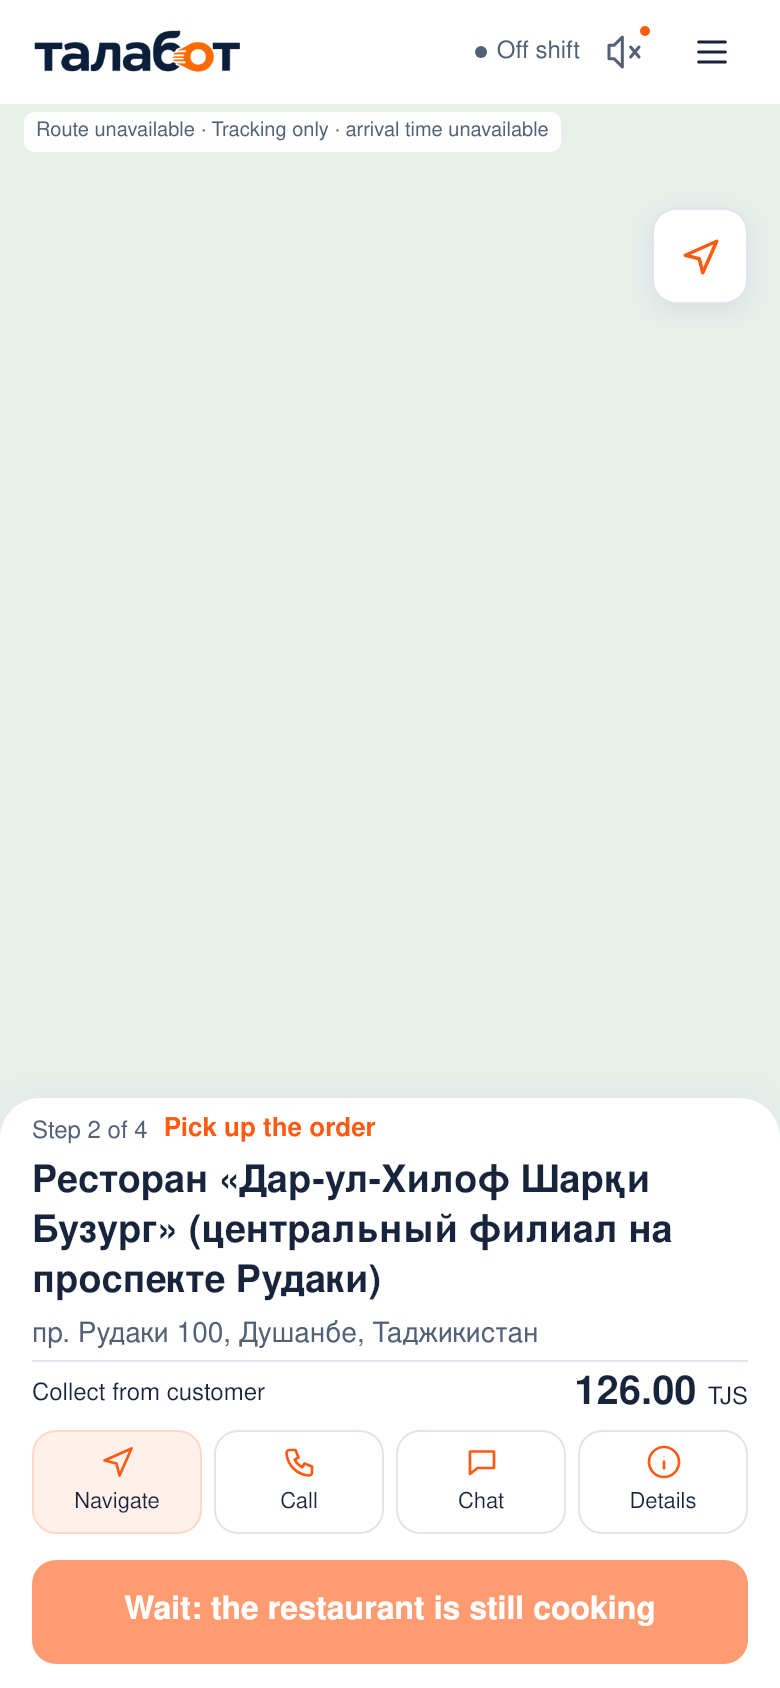 талабот
Off shift
Route unavailable · Tracking only · arrival time unavailable
Step 2 of 4 Pick up the order
Ресторан «Дар-ул-Хилоф Шарқи
Бузург» (центральный филиал на
проспекте Рудаки)
пр. Рудаки 100, Душанбе, Таджикистан
Collect from customer 126.00 TJS
Navigate Call Chat Details
Wait: the restaurant is still cooking